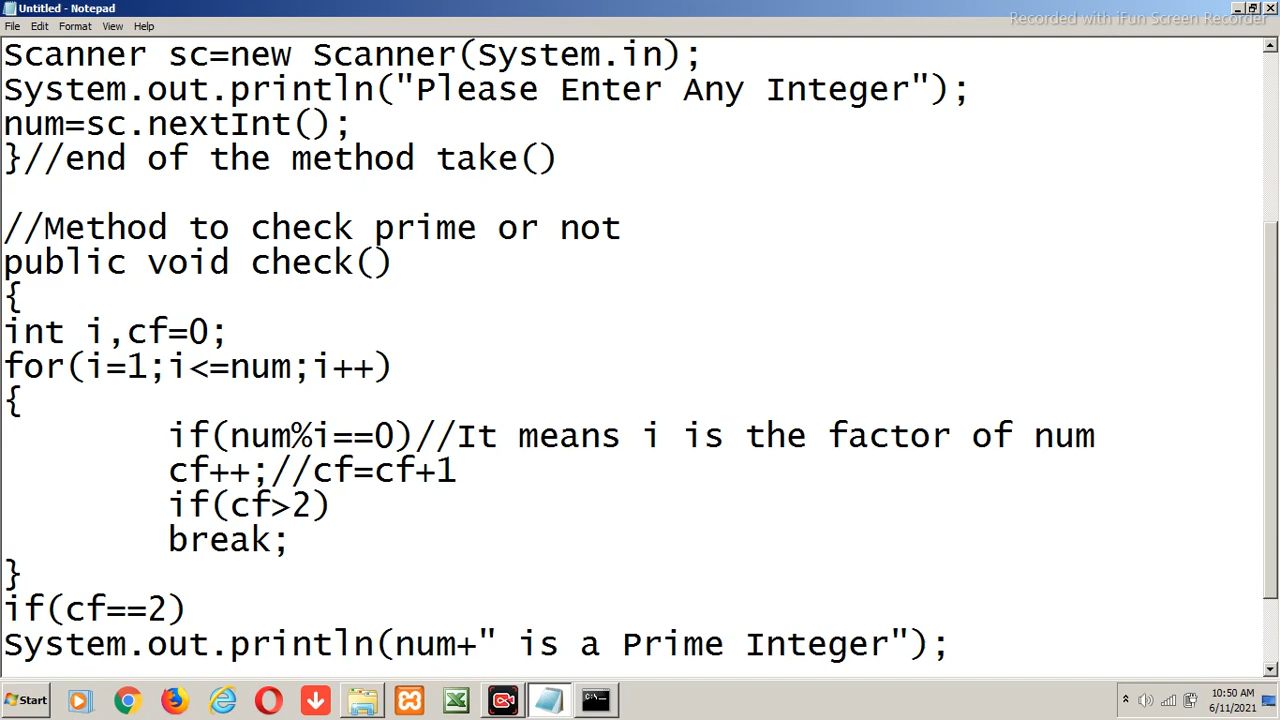 Untitled - Notepad
File Edit Format View Help
Recorded with iFun Screen Recorder
Scanner sc=new Scanner(System.in);
System.out.println("Please Enter Any Integer");
num=sc.nextInt();
}//end of the method take()
//Method to check prime or not
public void check()
{
int i,cf=0;
for(i=1;i<=num;i++)
{
if(num%i==0)//It means i is the factor of num
cf++;//cf=cf+1
if(cf>2)
break;
}
if(cf==2)
System.out.println(num+" is a Prime Integer");
Start
10:50 AM
6/11/2021